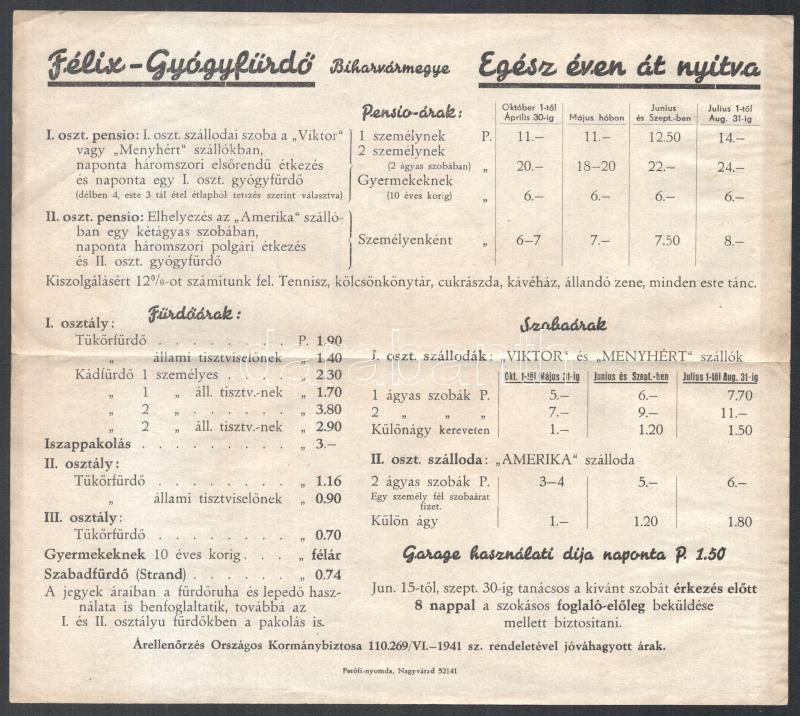 Félix-Gyógyfürdő Biharvármegye Egész éven át nyitva
Pensio-árak:
Október 1-től Április 30-ig
Május hóban
Junius és Szept.-ben
Julius 1-től Aug. 31-ig
I. oszt. pensio: I. oszt. szállodai szoba a „Viktor"
vagy „Menyhért" szállókban,
naponta háromszori elsőrendü étkezés
és naponta egy I. oszt. gyógyfürdő
(délben 4, este 3 tál étel étlapból tetszés szerint választva)
1 személynek P. 11.— 11.— 12.50 14.—
2 személynek
(2 ágyas szobában) „ 20.— 18–20 22.— 24.—
Gyermekeknek
(10 éves korig) „ 6.— 6.— 6.— 6.—
II. oszt. pensio: Elhelyezés az „Amerika" szálló-
ban egy kétágyas szobában,
naponta háromszori polgári étkezés
és II. oszt. gyógyfürdő
Személyenként „ 6–7 7.— 7.50 8.—
Kiszolgálásért 12%-ot számitunk fel. Tennisz, kölcsönkönytár, cukrászda, kávéház, állandó zene, minden este tánc.
Fürdőárak:
I. osztály:
Tükörfürdő . . . . . . . P. 1.90
„ állami tisztviselőnek „ 1.40
Kádfürdő 1 személyes . . . . „ 2.30
„ 1 „ áll. tisztv.-nek „ 1.70
„ 2 „ . . . . „ 3.80
„ 2 „ áll. tisztv.-nek „ 2.90
Iszappakolás . . . . . . . . „ 3.—
II. osztály:
Tükörfürdő . . . . . . . „ 1.16
„ állami tisztviselőnek „ 0.90
III. osztály:
Tükörfürdő . . . . . . . „ 0.70
Gyermekeknek 10 éves korig . . . „ félár
Szabadfürdő (Strand) . . . . . . „ 0.74
A jegyek áraiban a fürdőruha és lepedő hasz-
nálata is benfoglaltatik, továbbá az
I. és II. osztályu fürdőkben a pakolás is.
Szobaárak
I. oszt. szállodák: „VIKTOR" és „MENYHÉRT" szállók
Okt. 1-től Május 31-ig Junius és Szept.-ben Julius 1-től Aug. 31-ig
1 ágyas szobák P. 5.— 6.— 7.70
2 „ „ „ 7.— 9.— 11.—
Különágy kereveten 1.— 1.20 1.50
II. oszt. szálloda: „AMERIKA" szálloda
2 ágyas szobák P. 3–4 5.— 6.—
Egy személy fél szobaárat
fizet.
Külön ágy 1.— 1.20 1.80
Garage használati dija naponta P. 1.50
Jun. 15-től, szept. 30-ig tanácsos a kivánt szobát érkezés előtt
8 nappal a szokásos foglaló-előleg beküldése
mellett biztositani.
Árellenőrzés Országos Kormánybiztosa 110.269/VI.–1941 sz. rendeletével jóváhagyott árak.
Petőfi-nyomda, Nagyvárad 52141
darabanth